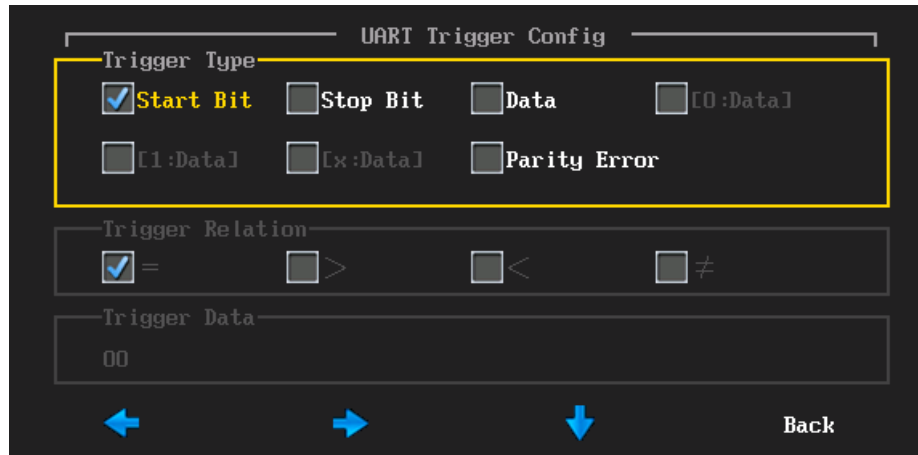 UART Trigger Config
Trigger Type
Start Bit Stop Bit Data [0:Data]
[1:Data] [x:Data] Parity Error
Trigger Relation
= > < ≠
Trigger Data
00
Back